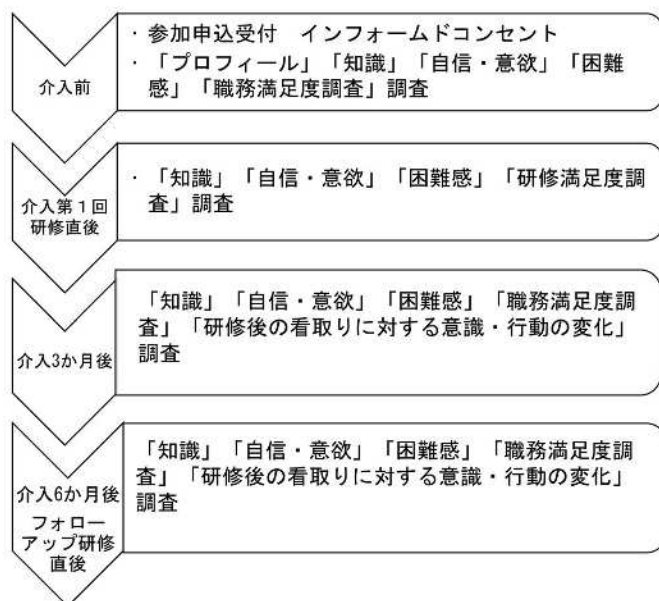 介入前
・参加申込受付　インフォームドコンセント
・「プロフィール」「知識」「自信・意欲」「困難
感」「職務満足度調査」調査
介入第１回
研修直後
・「知識」「自信・意欲」「困難感」「研修満足度調
査」調査
介入3か月後
「知識」「自信・意欲」「困難感」「職務満足度調
査」「研修後の看取りに対する意識・行動の変化」
調査
介入6か月後
フォロー
アップ研修
直後
「知識」「自信・意欲」「困難感」「職務満足度調
査」「研修後の看取りに対する意識・行動の変化」
調査